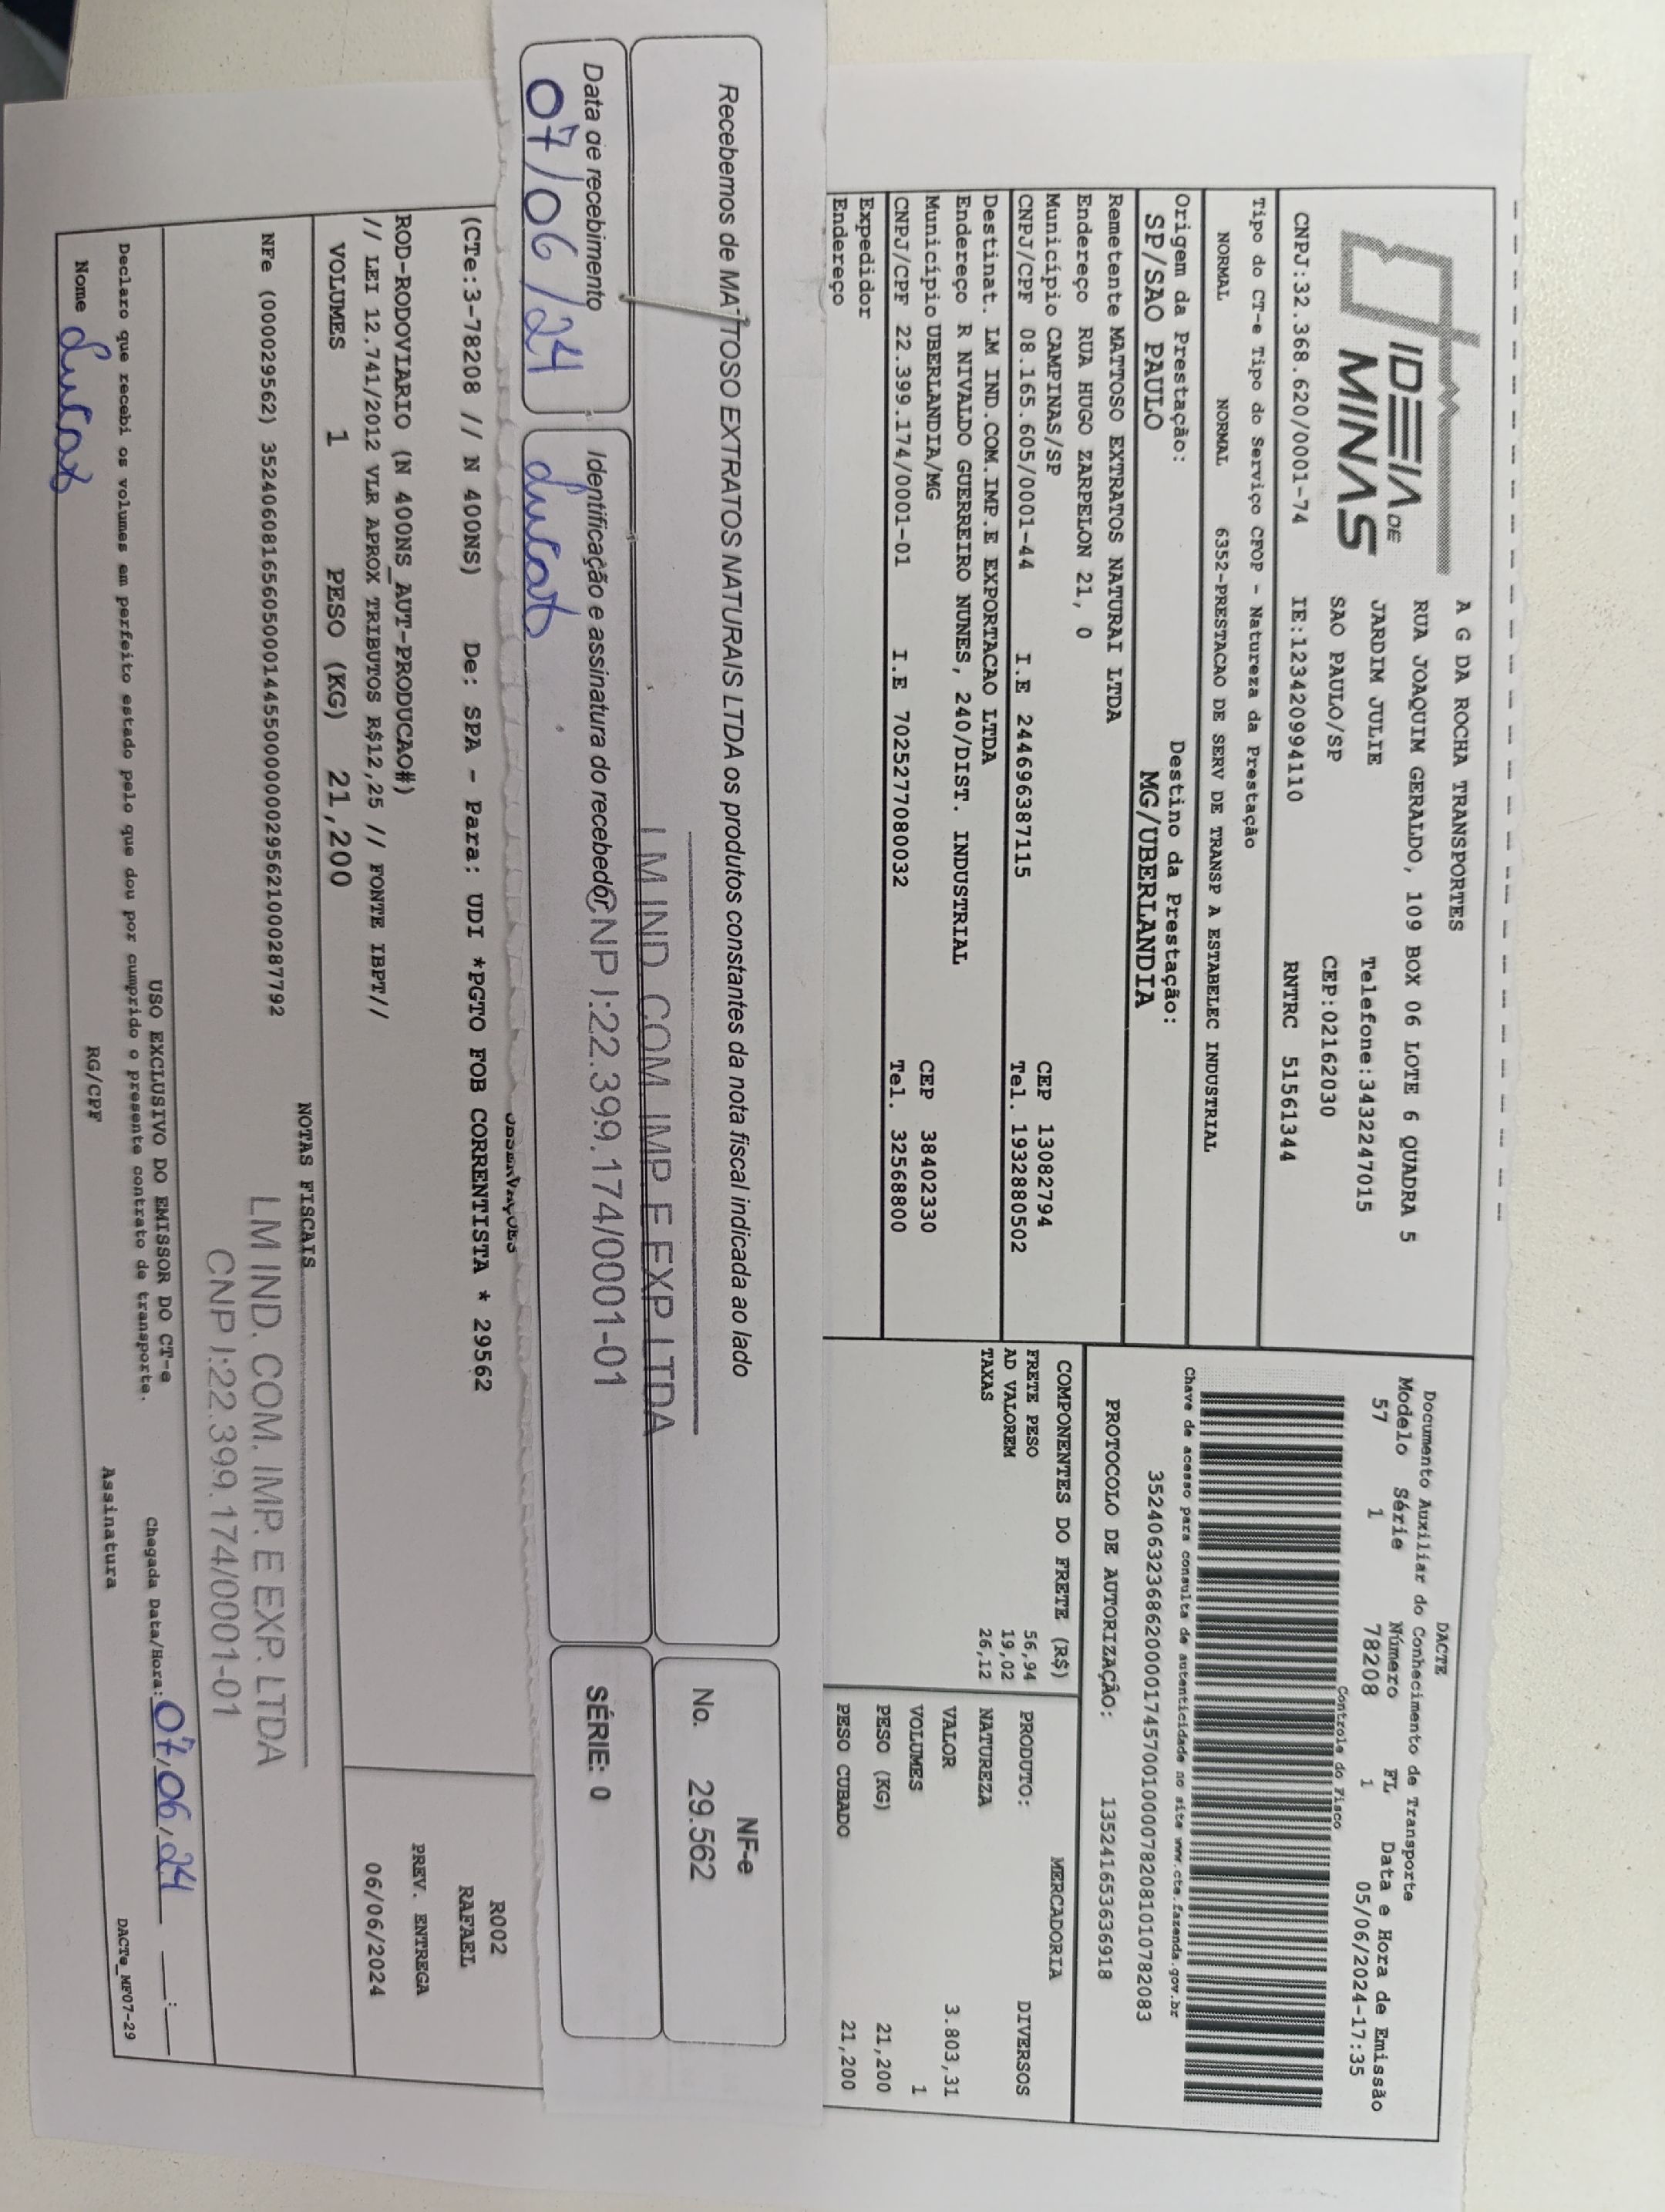 IDEIA DE
MINAS
A G DA ROCHA TRANSPORTES
RUA JOAQUIM GERALDO, 109 BOX 06 LOTE 6 QUADRA 5
JARDIM JULIE Telefone:34322247015
SAO PAULO/SP CEP:02162030
CNPJ:32.368.620/0001-74 IE:123420994110 RNTRC 51561344
DACTE
Documento Auxiliar do Conhecimento de Transporte
Modelo Série Número FL Data e Hora de Emissão
57 1 78208 1 05/06/2024-17:35
Controle do Fisco
Tipo do CT-e Tipo do Serviço CFOP - Natureza da Prestação
NORMAL NORMAL 6352-PRESTACAO DE SERV DE TRANSP A ESTABELEC INDUSTRIAL
Chave de acesso para consulta de autenticidade no site www.cte.fazenda.gov.br
35240632368620000174570010000782081010782083
Origem da Prestação: Destino da Prestação:
SP/SAO PAULO MG/UBERLANDIA
PROTOCOLO DE AUTORIZAÇÃO: 135241653636918
Remetente MATTOSO EXTRATOS NATURAI LTDA
Endereço RUA HUGO ZARPELON 21, 0
Município CAMPINAS/SP CEP 13082794
CNPJ/CPF 08.165.605/0001-44 I.E 244696387115 Tel. 1932880502
Destinat. LM IND.COM.IMP.E EXPORTACAO LTDA
Endereço R NIVALDO GUERREIRO NUNES, 240/DIST. INDUSTRIAL
Município UBERLANDIA/MG CEP 38402330
CNPJ/CPF 22.399.174/0001-01 I.E 7025277080032 Tel. 32568800
Expedidor
Endereço
COMPONENTES DO FRETE (R$)
FRETE PESO 56,94
AD VALOREM 19,02
TAXAS 26,12
MERCADORIA
PRODUTO: DIVERSOS
NATUREZA
VALOR 3.803,31
VOLUMES 1
PESO (KG) 21,200
PESO CUBADO 21,200
Recebemos de MATTOSO EXTRATOS NATURAIS LTDA os produtos constantes da nota fiscal indicada ao lado
LM IND. COM. IMP. E EXP. LTDA
CNPJ:22.399.174/0001-01
Data de recebimento Identificação e assinatura do recebedor
07/06/24 Lucas
NF-e
No. 29.562
SÉRIE: 0
OBSERVAÇÕES
(CTe:3-78208 // N 400NS) De: SPA - Para: UDI *PGTO FOB CORRENTISTA * 29562
ROD-RODOVIARIO (N 400NS_AUT-PRODUCAO#)
// LEI 12.741/2012 VLR APROX TRIBUTOS R$12,25 // FONTE IBPT//
R002
RAFAEL
PREV. ENTREGA
06/06/2024
VOLUMES 1 PESO (KG) 21,200
NOTAS FISCAIS
NFe (000029562) 35240608165605000144550000000295621000287792
LM IND. COM. IMP. E EXP. LTDA
CNPJ:22.399.174/0001-01
USO EXCLUSIVO DO EMISSOR DO CT-e
Declaro que recebi os volumes em perfeito estado pelo que dou por cumprido o presente contrato de transporte.
Chegada Data/Hora: 07/06/24 __:__
Nome Lucas RG/CPF Assinatura
DACTe_MF07-29